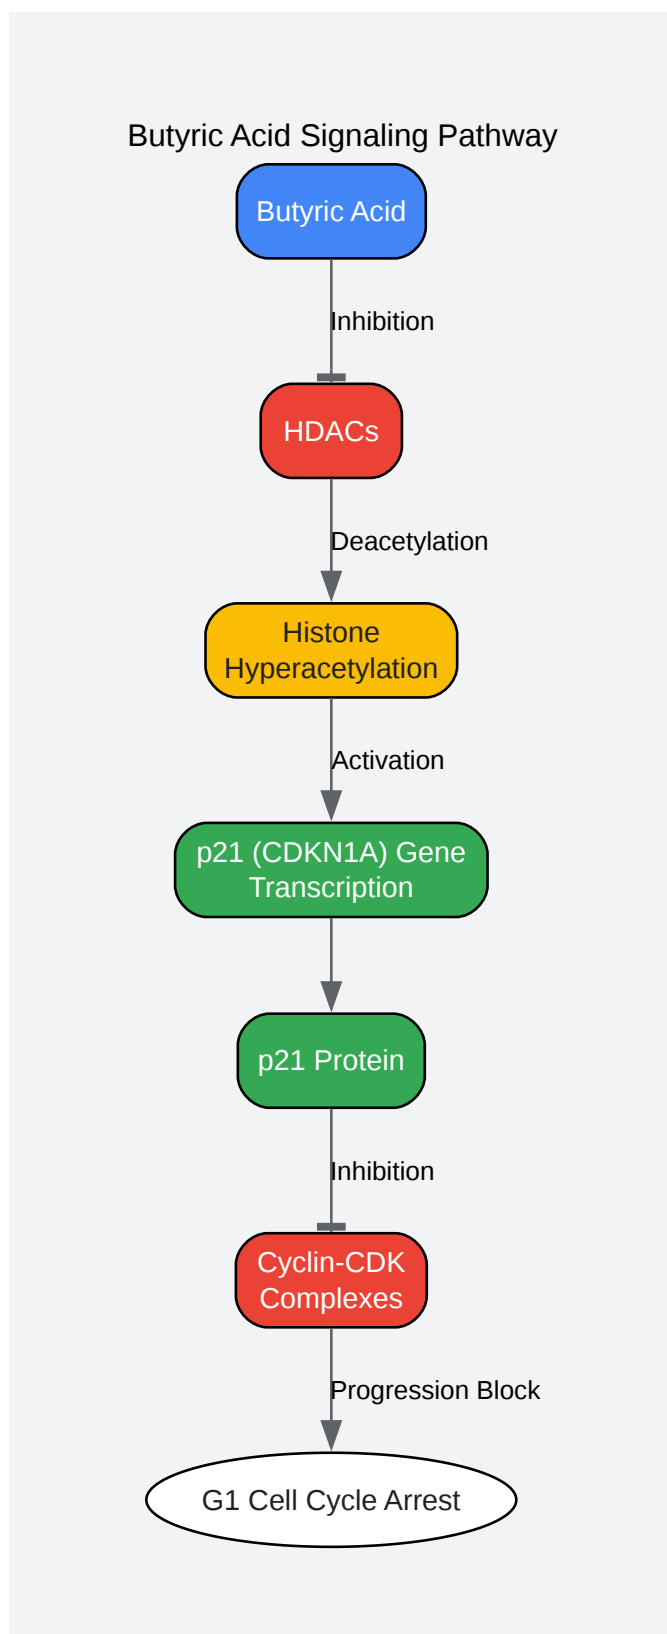 Butyric Acid Signaling Pathway
Butyric Acid
Inhibition
HDACs
Deacetylation
Histone
Hyperacetylation
Activation
p21 (CDKN1A) Gene
Transcription
p21 Protein
Inhibition
Cyclin-CDK
Complexes
Progression Block
G1 Cell Cycle Arrest